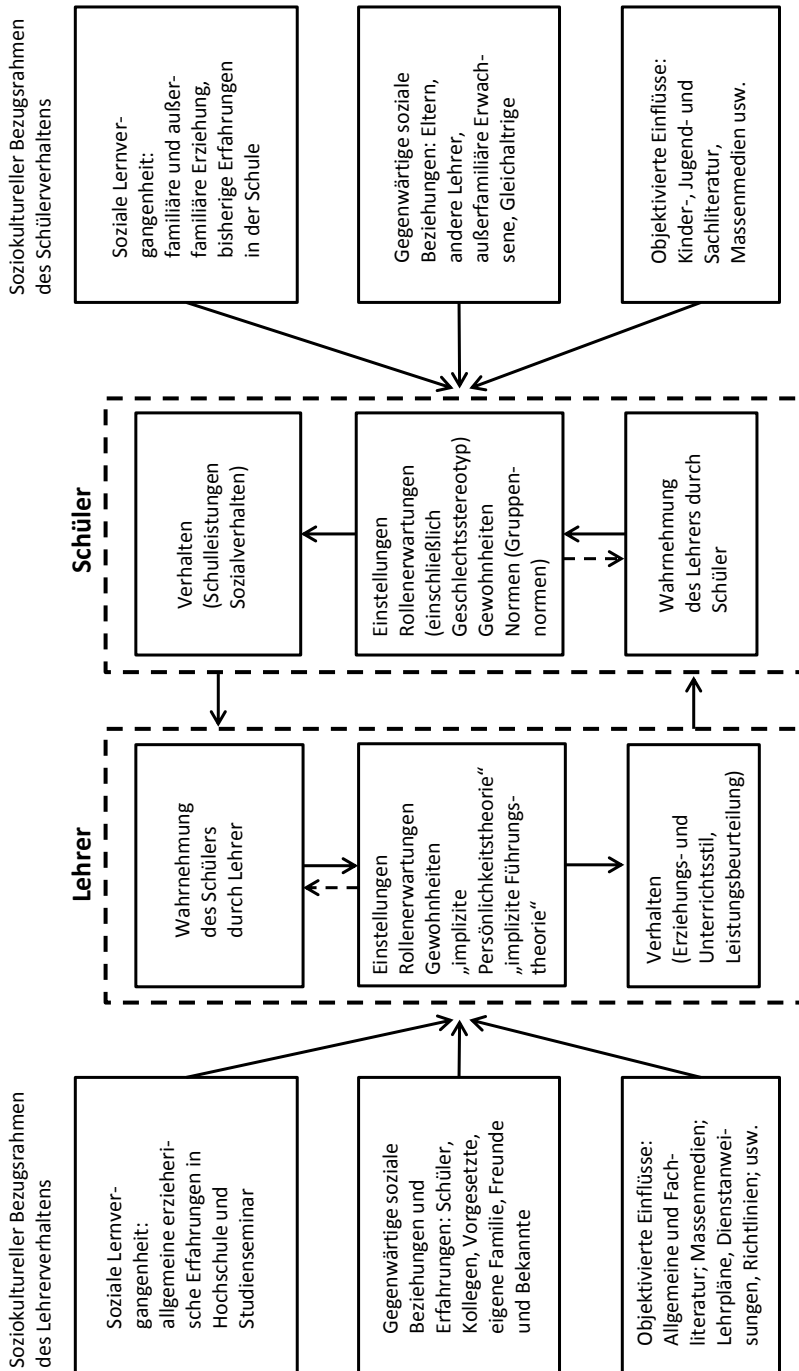 Soziokultureller Bezugsrahmen
des Lehrerverhaltens
Soziale Lernver-
gangenheit:
allgemeine erzieheri-
sche Erfahrungen in
Hochschule und
Studienseminar
Gegenwärtige soziale
Beziehungen und
Erfahrungen: Schüler,
Kollegen, Vorgesetzte,
eigene Familie, Freunde
und Bekannte
Objektivierte Einflüsse:
Allgemeine und Fach-
literatur; Massenmedien;
Lehrpläne, Dienstanwei-
sungen, Richtlinien; usw.
Lehrer
Wahrnehmung
des Schülers
durch Lehrer
Einstellungen
Rollenerwartungen
Gewohnheiten
„implizite
Persönlichkeitstheorie“
„implizite Führungs-
theorie“
Verhalten
(Erziehungs- und
Unterrichtsstil,
Leistungsbeurteilung)
Schüler
Verhalten
(Schulleistungen
Sozialverhalten)
Einstellungen
Rollenerwartungen
(einschließlich
Geschlechtsstereotyp)
Gewohnheiten
Normen (Gruppen-
normen)
Wahrnehmung
des Lehrers durch
Schüler
Soziokultureller Bezugsrahmen
des Schülerverhaltens
Soziale Lernver-
gangenheit:
familiäre und außer-
familiäre Erziehung,
bisherige Erfahrungen
in der Schule
Gegenwärtige soziale
Beziehungen: Eltern,
andere Lehrer,
außerfamiliäre Erwach-
sene, Gleichaltrige
Objektivierte Einflüsse:
Kinder-, Jugend- und
Sachliteratur,
Massenmedien usw.